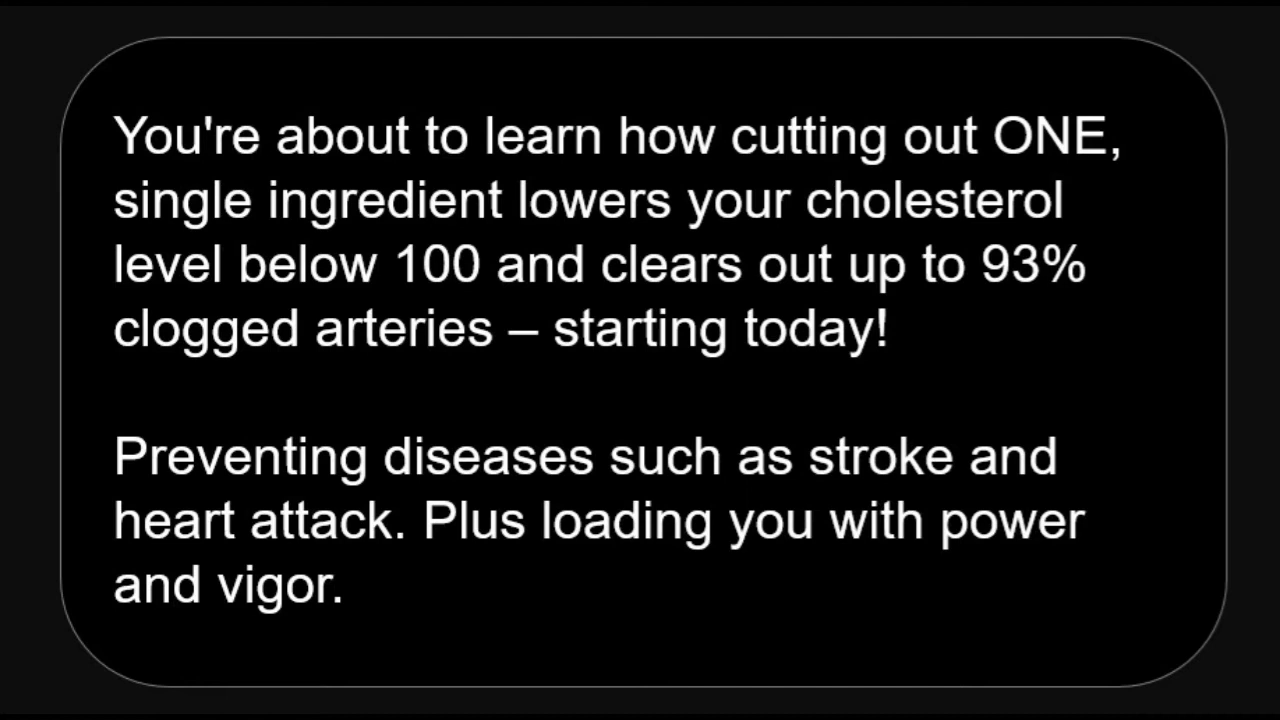 You're about to learn how cutting out ONE,
single ingredient lowers your cholesterol
level below 100 and clears out up to 93%
clogged arteries – starting today!
Preventing diseases such as stroke and
heart attack. Plus loading you with power
and vigor.